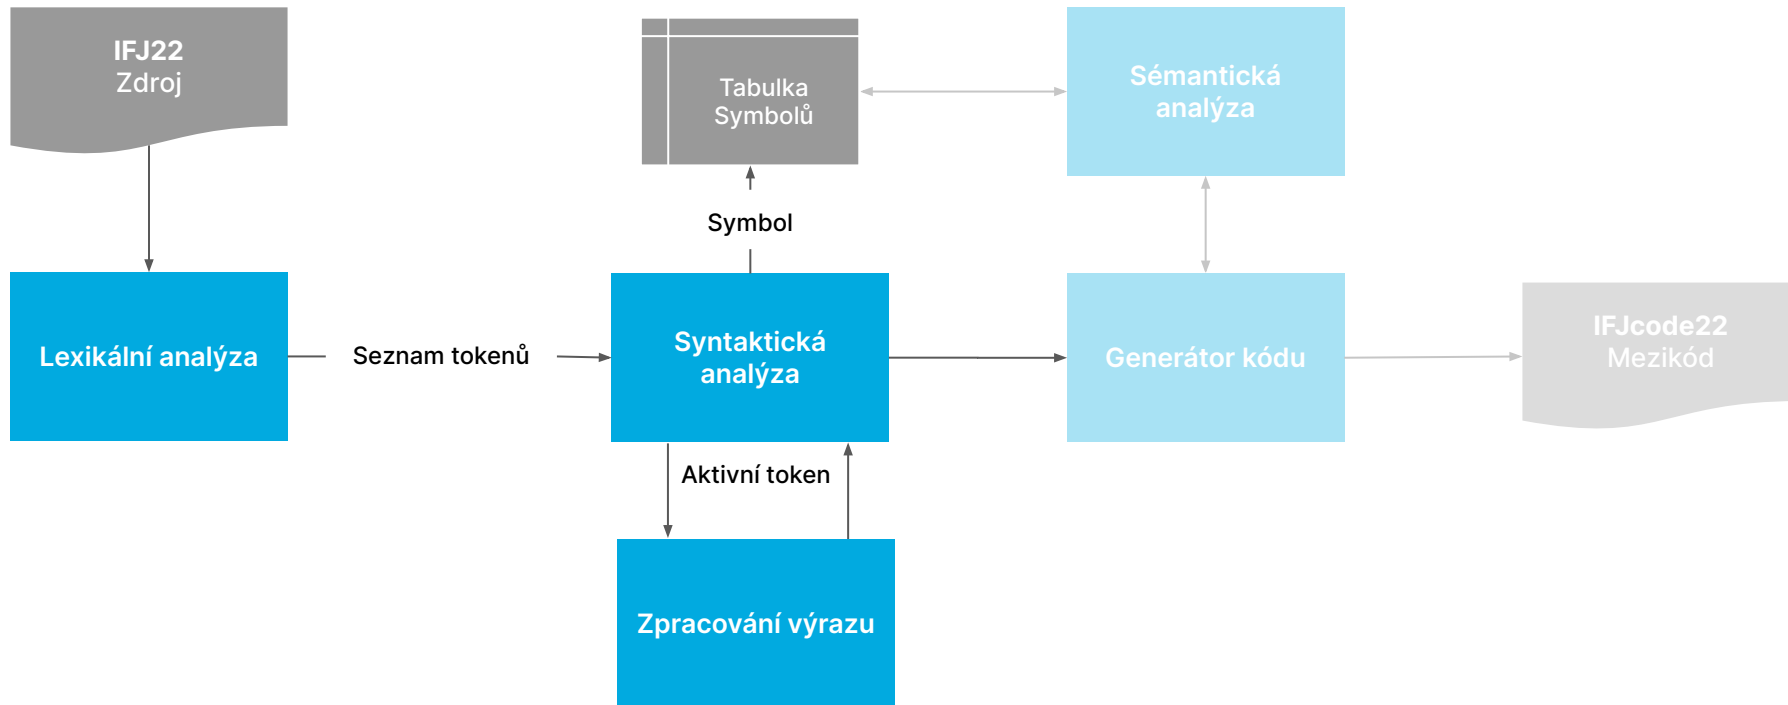 IFJ22
Zdroj
Tabulka
Symbolů
Sémantická
analýza
Symbol
Lexikální analýza
Seznam tokenů
Syntaktická
analýza
Generátor kódu
IFJcode22
Mezikód
Aktivní token
Zpracování výrazu